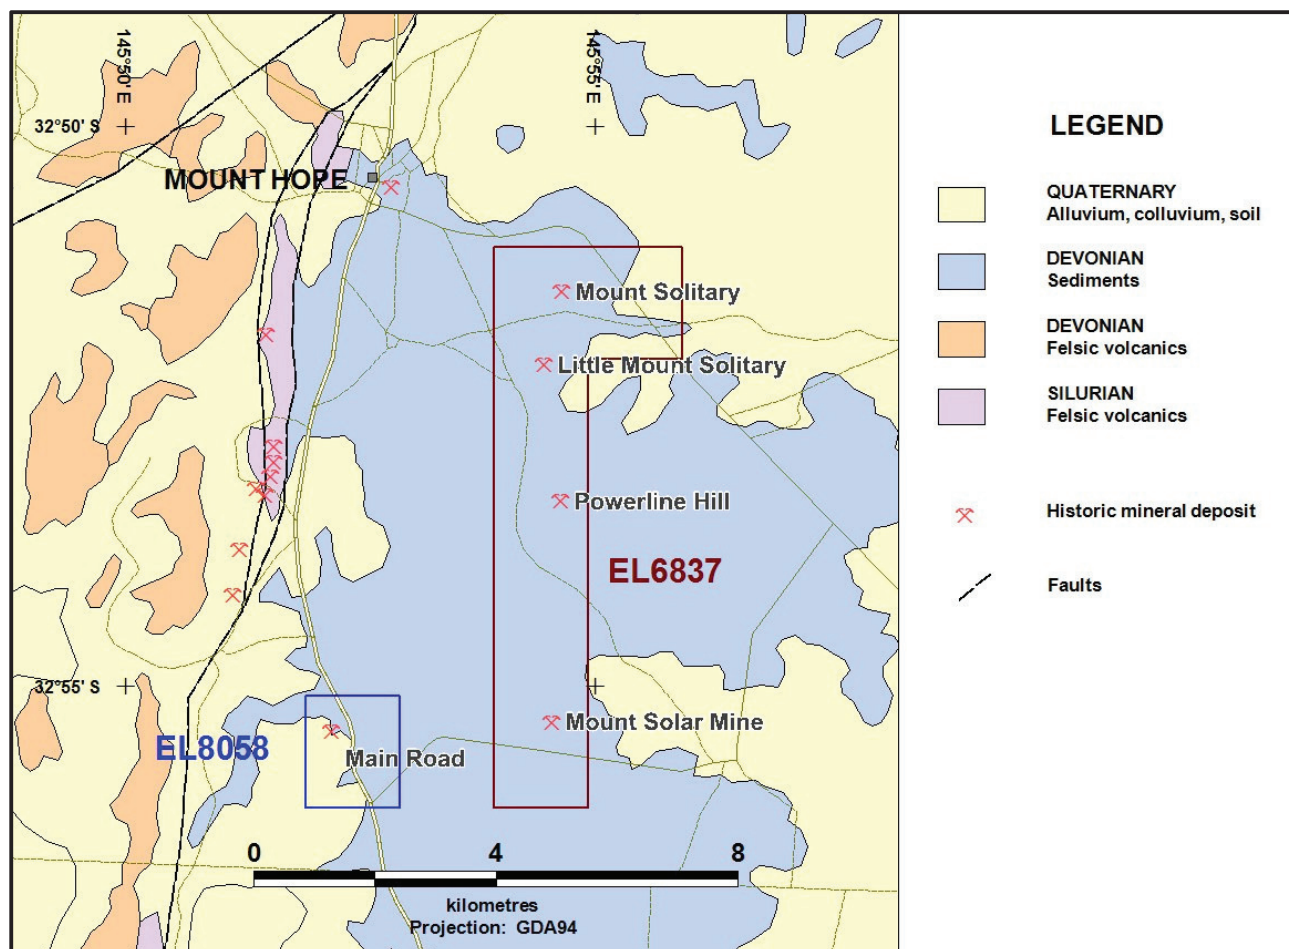 145°50' E
145°55' E
32°50' S
MOUNT HOPE
Mount Solitary
Little Mount Solitary
Powerline Hill
EL6837
32°55' S
Mount Solar Mine
EL8058
Main Road
0 4 8
kilometres
Projection: GDA94
LEGEND
QUATERNARY
Alluvium, colluvium, soil
DEVONIAN
Sediments
DEVONIAN
Felsic volcanics
SILURIAN
Felsic volcanics
Historic mineral deposit
Faults